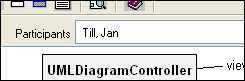 Participants Till, Jan
UMLDiagramController view